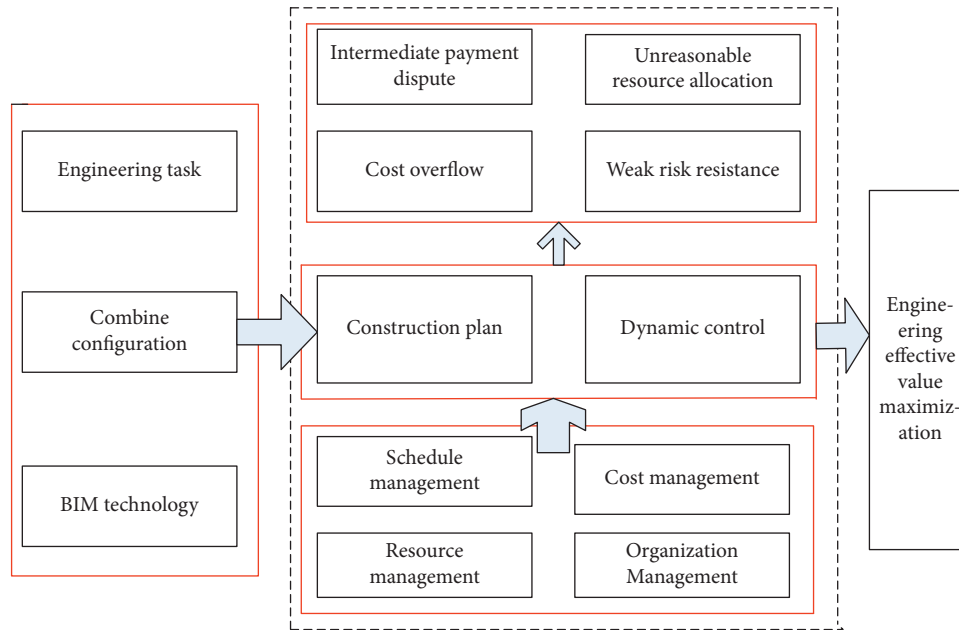 Engineering task
Combine
configuration
BIM technology
Intermediate payment
dispute
Unreasonable
resource allocation
Cost overflow
Weak risk resistance
Construction plan
Dynamic control
Schedule
management
Cost management
Resource
management
Organization
Management
Engine-
ering
effective
value
maximiz-
ation